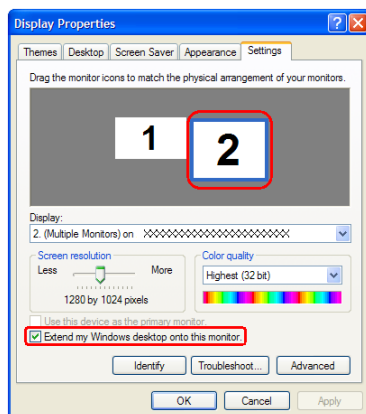 Display Properties
Themes Desktop Screen Saver Appearance Settings
Drag the monitor icons to match the physical arrangement of your monitors.
1 2
Display:
2. (Multiple Monitors) on XXXXXXXXXXXXXXXXXXXXXX
Screen resolution
Less More
1280 by 1024 pixels
Color quality
Highest (32 bit)
Use this device as the primary monitor.
Extend my Windows desktop onto this monitor.
Identify Troubleshoot... Advanced
OK Cancel Apply